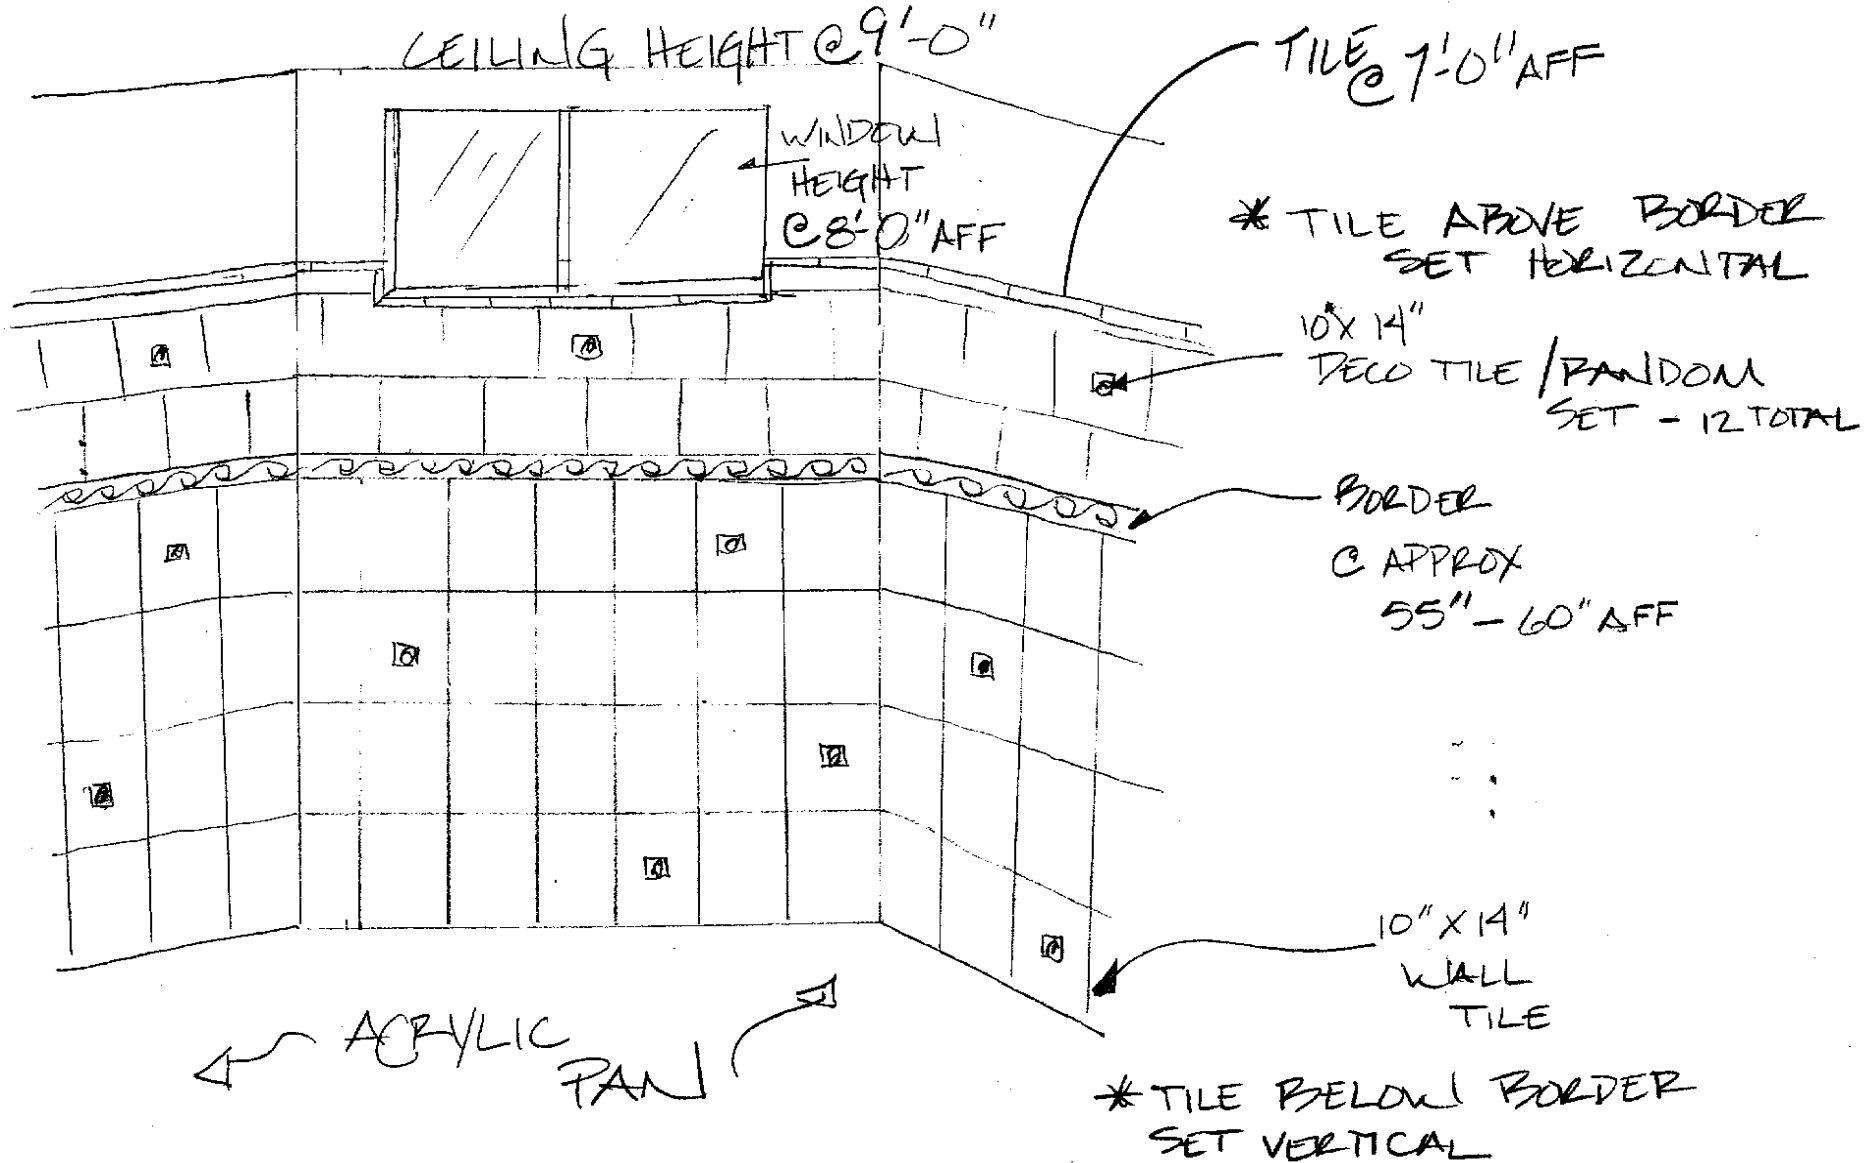 CEILING HEIGHT @ 9'-0"
TILE
@ 7'-0" AFF
WINDOW
HEIGHT
@ 8'-0" AFF
* TILE ABOVE BORDER
SET HORIZONTAL
10" X 14"
DECO TILE / RANDOM
SET - 12 TOTAL
BORDER
@ APPROX
55" - 60" AFF
10" X 14"
WALL
TILE
ACRYLIC
PAN
* TILE BELOW BORDER
SET VERTICAL